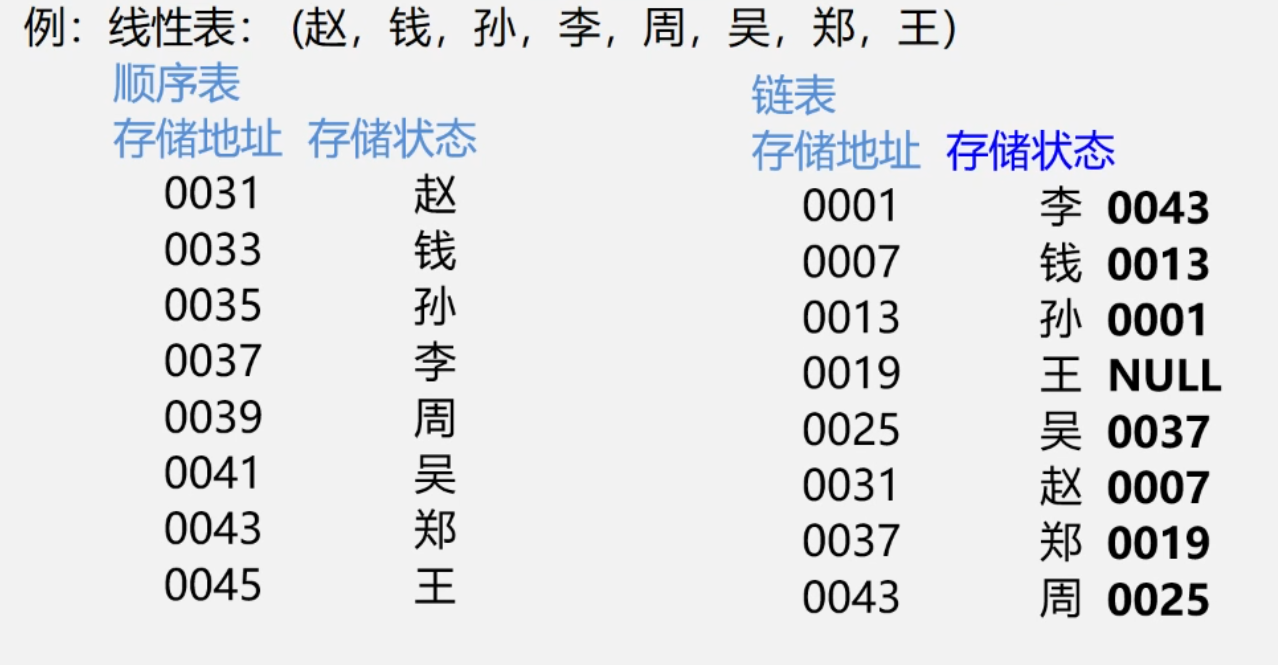 例：线性表：（赵，钱，孙，李，周，吴，郑，王）
顺序表
存储地址 存储状态
0031 赵
0033 钱
0035 孙
0037 李
0039 周
0041 吴
0043 郑
0045 王
链表
存储地址 存储状态
0001 李 0043
0007 钱 0013
0013 孙 0001
0019 王 NULL
0025 吴 0037
0031 赵 0007
0037 郑 0019
0043 周 0025